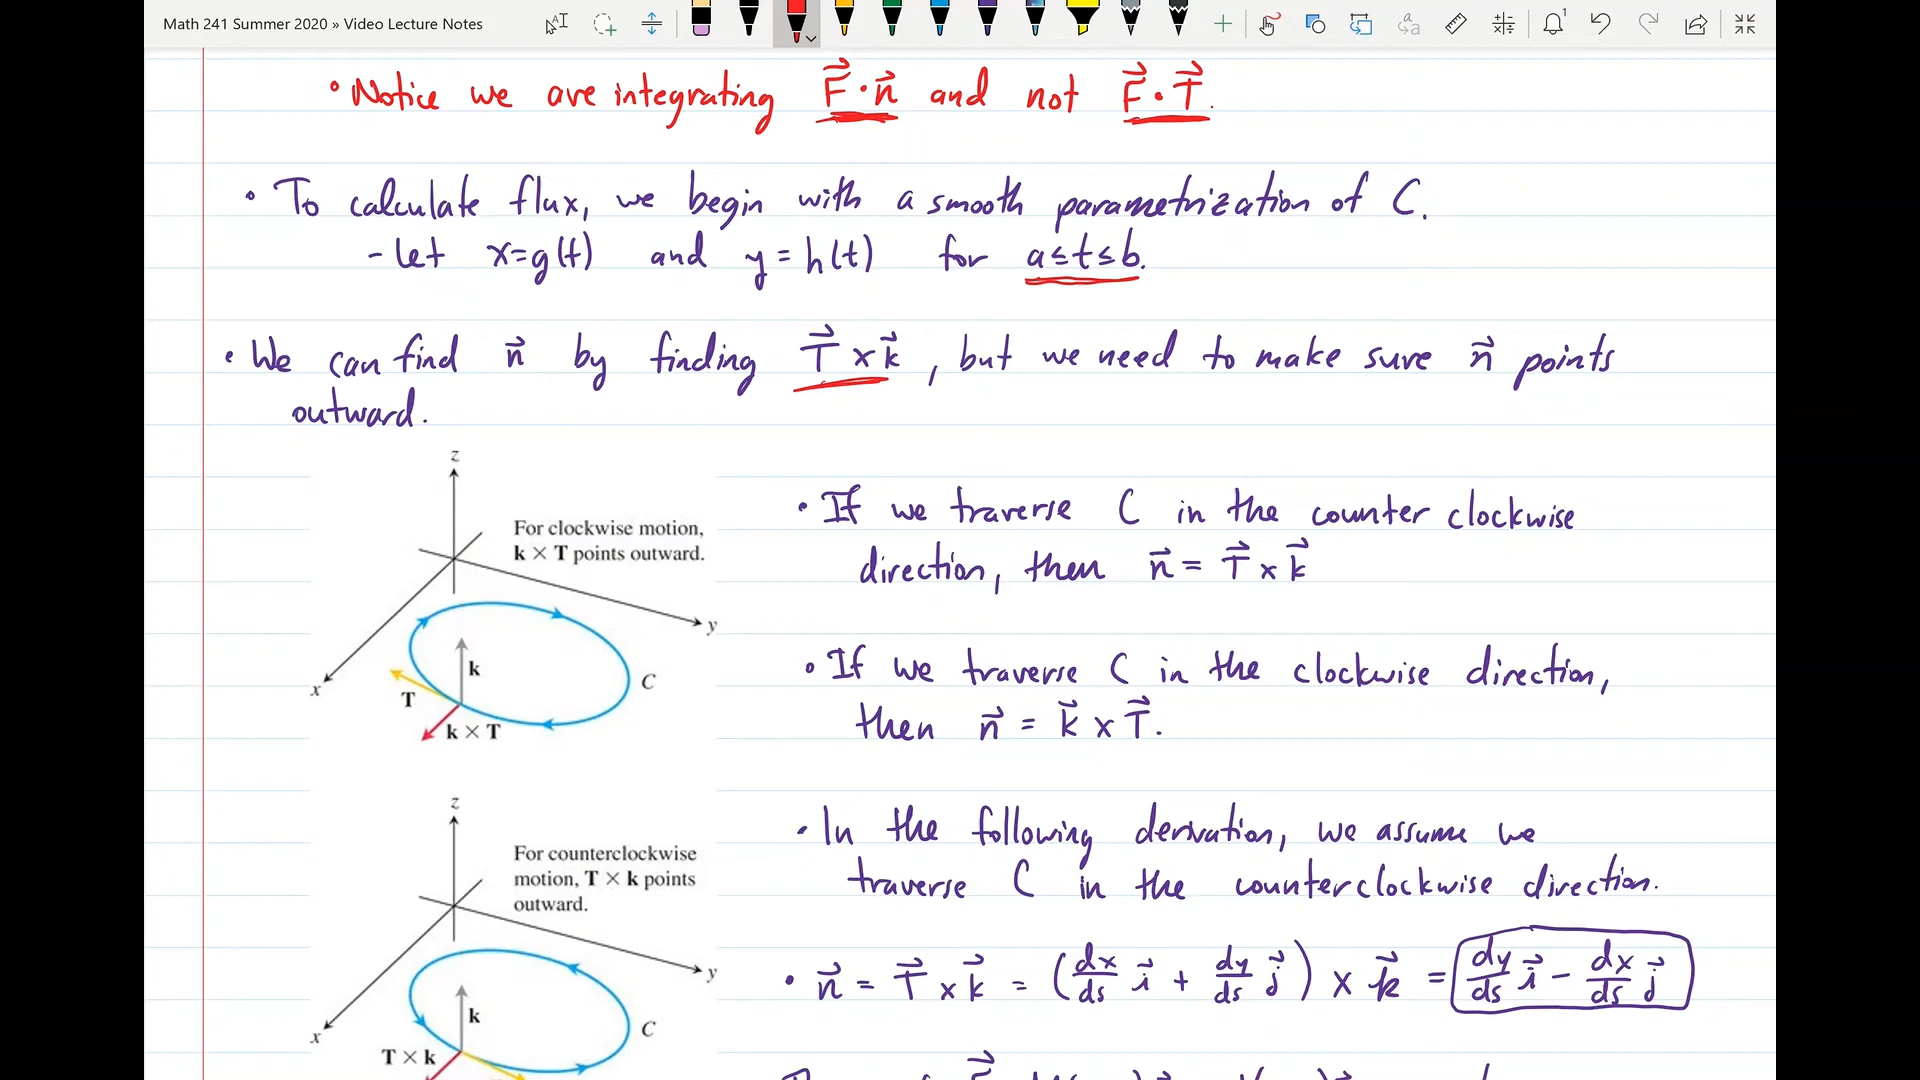 Math 241 Summer 2020 » Video Lecture Notes
• Notice we are integrating F⃗ · n⃗ and not F⃗ · T⃗.
• To calculate flux, we begin with a smooth parametrization of C.
- let x=g(t) and y=h(t) for a≤t≤b.
• We can find n⃗ by finding T⃗ × k⃗, but we need to make sure n⃗ points
outward.
z
For clockwise motion,
k × T points outward.
y
k
x
C
T
k × T
• If we traverse C in the counter clockwise
direction, then n⃗ = T⃗ × k⃗
• If we traverse C in the clockwise direction,
then n⃗ = k⃗ × T⃗.
z
For counterclockwise
motion, T × k points
outward.
y
k
x
C
T × k
• In the following derivation, we assume we
traverse C in the counterclockwise direction.
• n⃗ = T⃗ × k⃗ = (dx/ds i⃗ + dy/ds j⃗) × k⃗ = dy/ds i⃗ − dx/ds j⃗